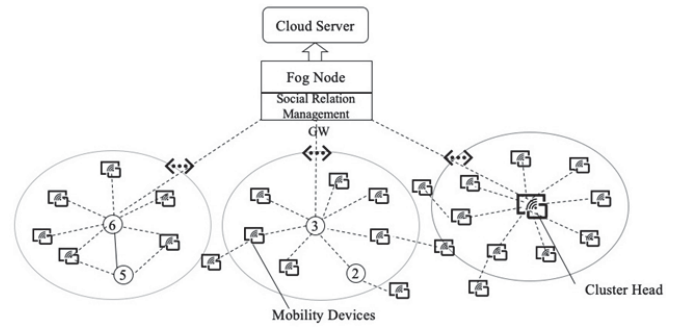 Cloud Server
Fog Node
Social Relation
Management
GW
6
3
5
2
Cluster Head
Mobility Devices